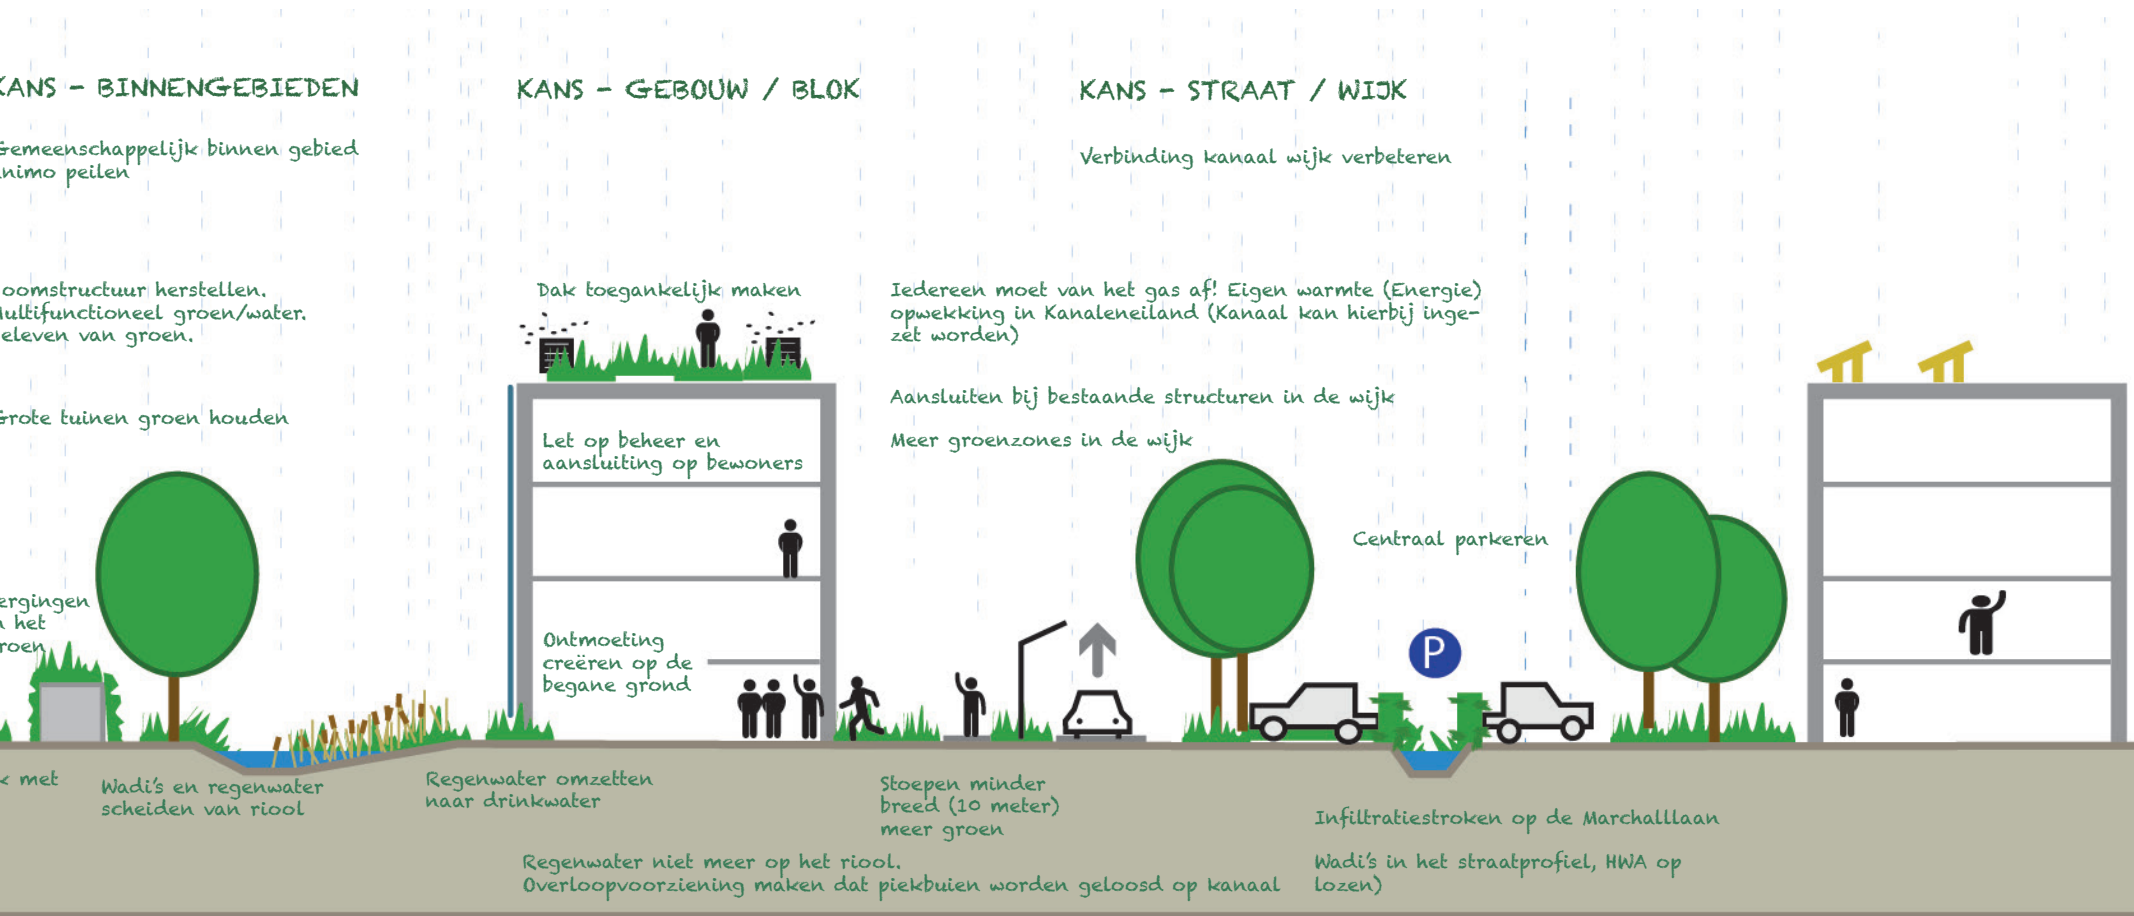 KANS - BINNENGEBIEDEN
Gemeenschappelijk binnen gebied
animo peilen
oomstructuur herstellen.
Multifunctioneel groen/water.
eleven van groen.
Grote tuinen groen houden
ergingen
het
roen
k met
Wadi's en regenwater
scheiden van riool
KANS - GEBOUW / BLOK
Dak toegankelijk maken
Let op beheer en
aansluiting op bewoners
Ontmoeting
creëren op de
begane grond
Regenwater omzetten
naar drinkwater
KANS - STRAAT / WIJK
Verbinding kanaal wijk verbeteren
Iedereen moet van het gas af! Eigen warmte (Energie)
opwekking in Kanaleneiland (Kanaal kan hierbij inge-
zet worden)
Aansluiten bij bestaande structuren in de wijk
Meer groenzones in de wijk
Centraal parkeren
P
Stoepen minder
breed (10 meter)
meer groen
Regenwater niet meer op het riool.
Overloopvoorziening maken dat piekbuien worden geloosd op kanaal
Infiltratiestroken op de Marchalllaan
Wadi's in het straatprofiel, HWA op
lozen)